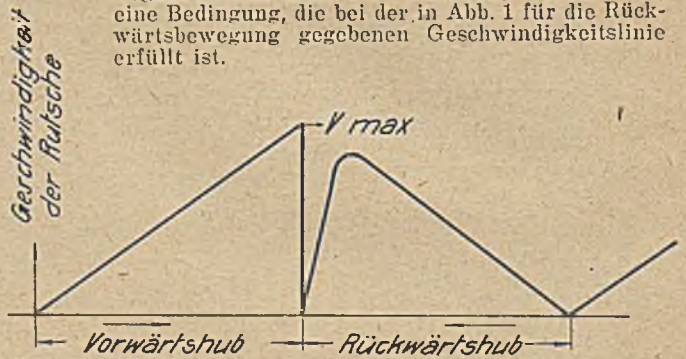 eine Bedingung, die bei der in Abb. 1 für die Rück-
wärtsbewegung gegebenen Geschwindigkeitslinie
erfüllt ist.
Geschwindigkeit
der Rutsche
V max
Vorwärtshub
Rückwärtshub